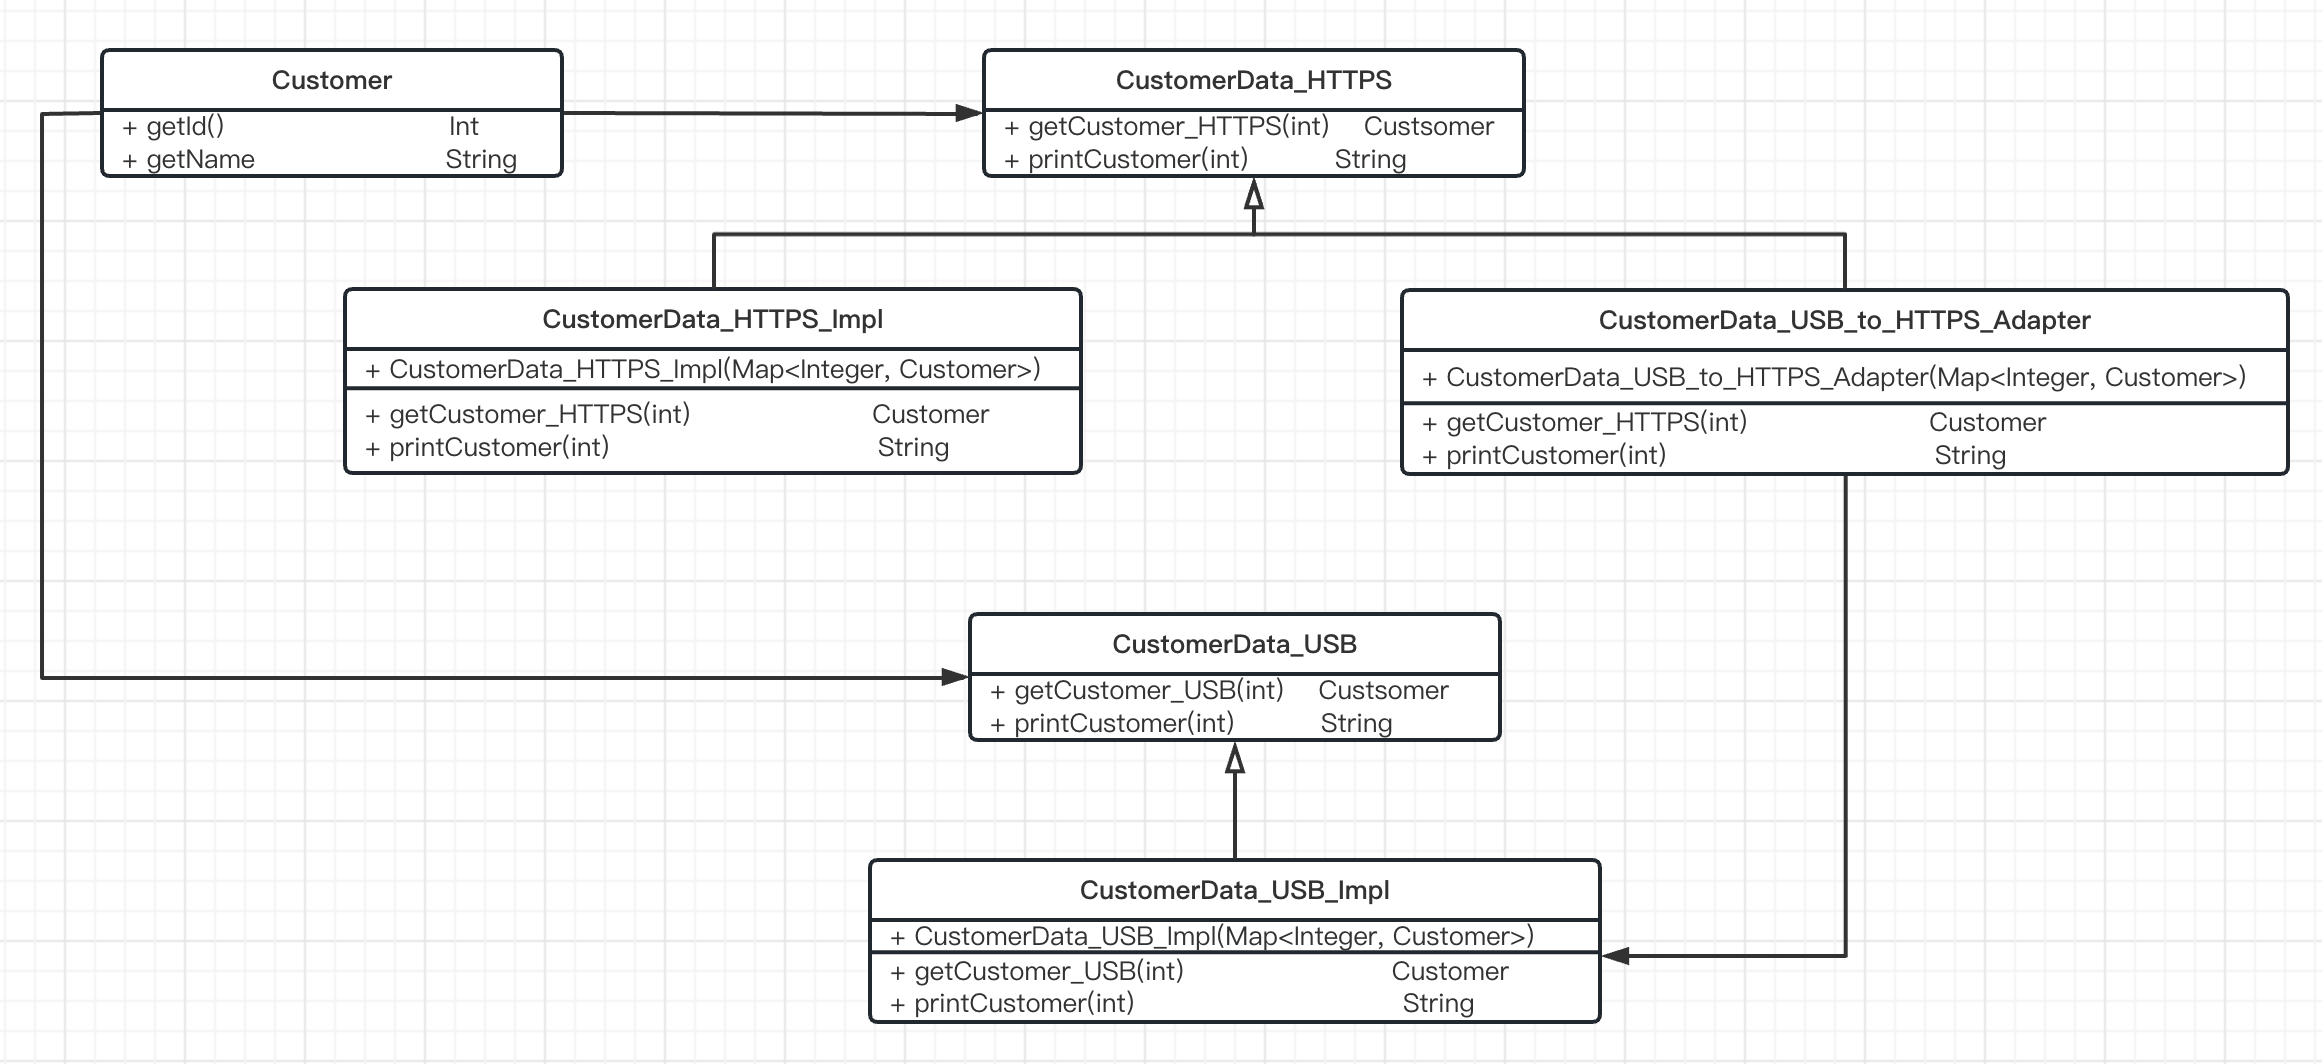 Customer
+ getId() Int
+ getName String
CustomerData_HTTPS
+ getCustomer_HTTPS(int) Custsomer
+ printCustomer(int) String
CustomerData_HTTPS_Impl
+ CustomerData_HTTPS_Impl(Map<Integer, Customer>)
+ getCustomer_HTTPS(int) Customer
+ printCustomer(int) String
CustomerData_USB_to_HTTPS_Adapter
+ CustomerData_USB_to_HTTPS_Adapter(Map<Integer, Customer>)
+ getCustomer_HTTPS(int) Customer
+ printCustomer(int) String
CustomerData_USB
+ getCustomer_USB(int) Custsomer
+ printCustomer(int) String
CustomerData_USB_Impl
+ CustomerData_USB_Impl(Map<Integer, Customer>)
+ getCustomer_USB(int) Customer
+ printCustomer(int) String